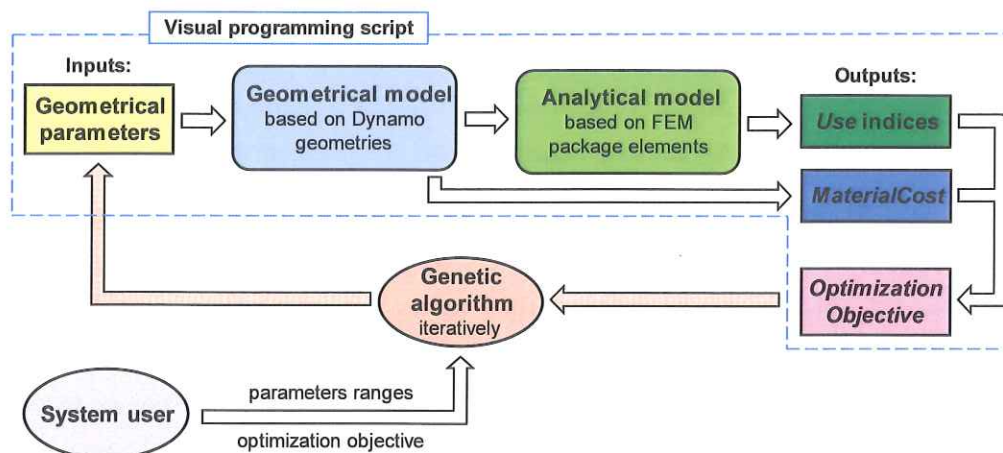 Visual programming script
Inputs:
Geometrical
parameters
Geometrical model
based on Dynamo
geometries
Analytical model
based on FEM
package elements
Outputs:
Use indices
MaterialCost
Optimization
Objective
Genetic
algorithm
iteratively
System user
parameters ranges
optimization objective